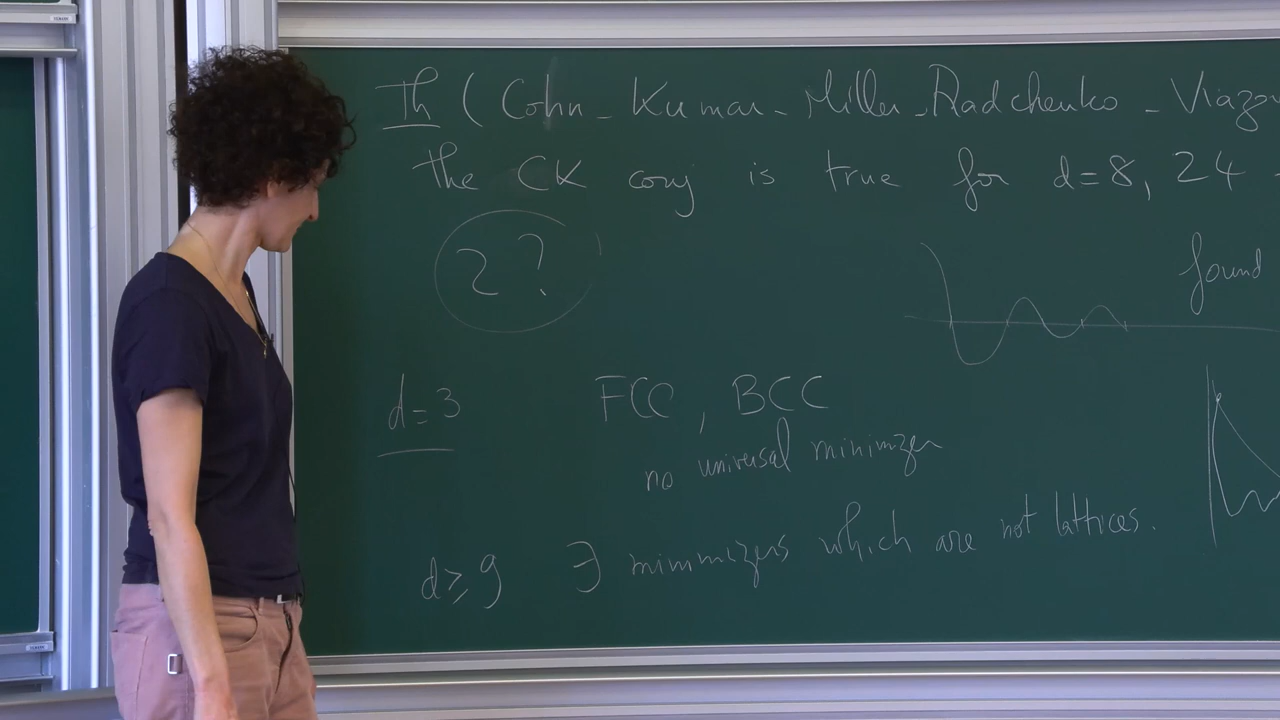 Th ( Cohn - Kumar - Miller - Radchenko - Viazo
the CK conj is true for d=8, 24
2 ?
found
d=3 FCC, BCC
no universal minimizer
d≥9 ∃ minimizers which are not lattices.